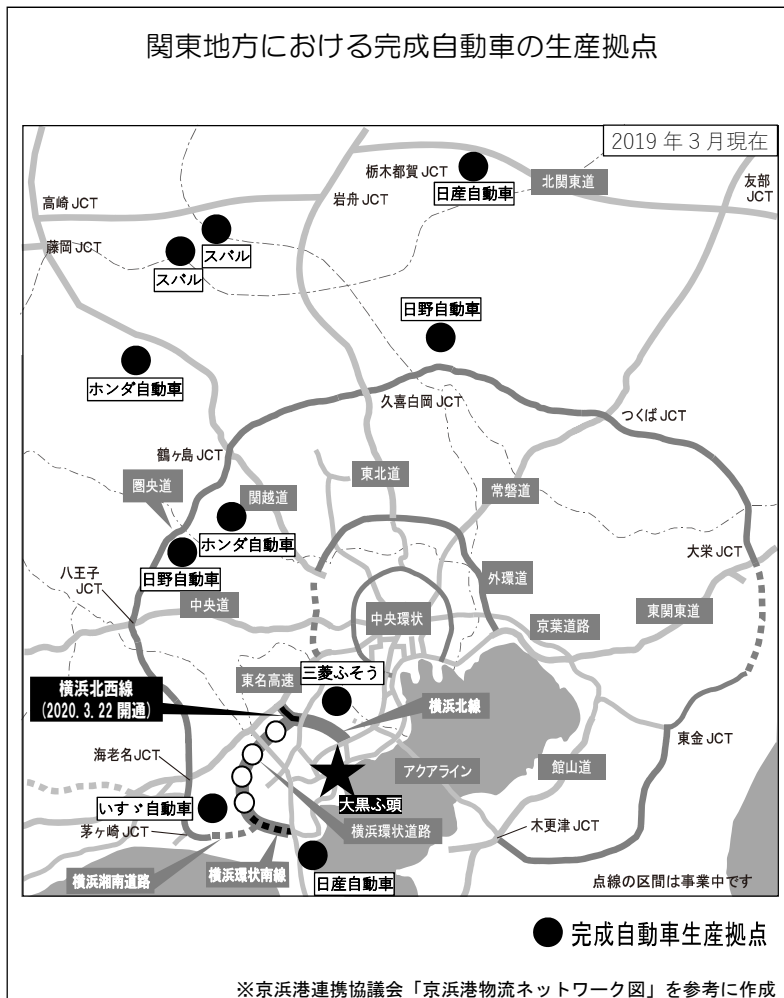 関東地方における完成自動車の生産拠点
2019 年 3 月現在
栃木都賀 JCT
日産自動車
北関東道
友部
JCT
高崎 JCT
岩舟 JCT
藤岡 JCT
スバル
スバル
日野自動車
ホンダ自動車
久喜白岡 JCT
つくば JCT
鶴ヶ島 JCT
圏央道
関越道
東北道
常磐道
ホンダ自動車
日野自動車
大栄 JCT
八王子
JCT
中央道
中央環状
外環道
京葉道路
東関東道
東名高速
三菱ふそう
横浜北西線
(2020. 3. 22 開通)
横浜北線
東金 JCT
海老名 JCT
アクアライン
館山道
いすゞ自動車
大黒ふ頭
茅ヶ崎 JCT
横浜環状道路
木更津 JCT
横浜湘南道路
横浜環状南線
日産自動車
点線の区間は事業中です
完成自動車生産拠点
※京浜港連携協議会「京浜港物流ネットワーク図」を参考に作成